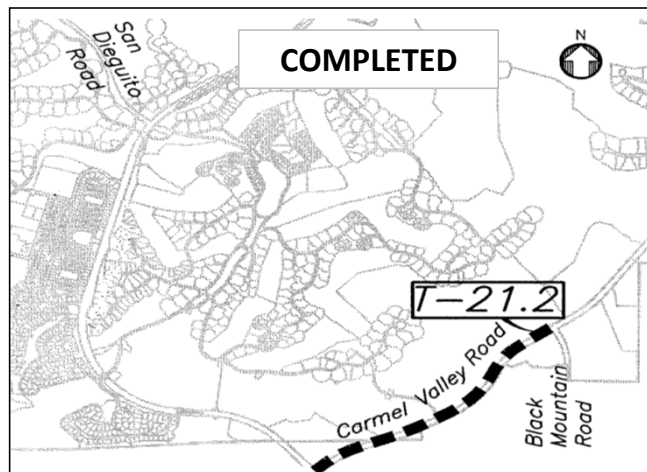 San
Dieguito
Road
COMPLETED
N
T-21.2
Carmel Valley Road
Black
Mountain
Road